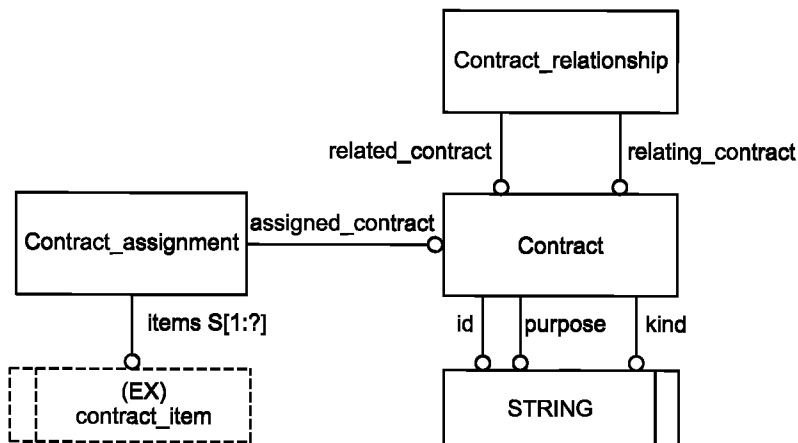 Contract_relationship
related_contract
relating_contract
Contract_assignment
assigned_contract
Contract
items S[1:?]
id
purpose
kind
(EX)
contract_item
STRING